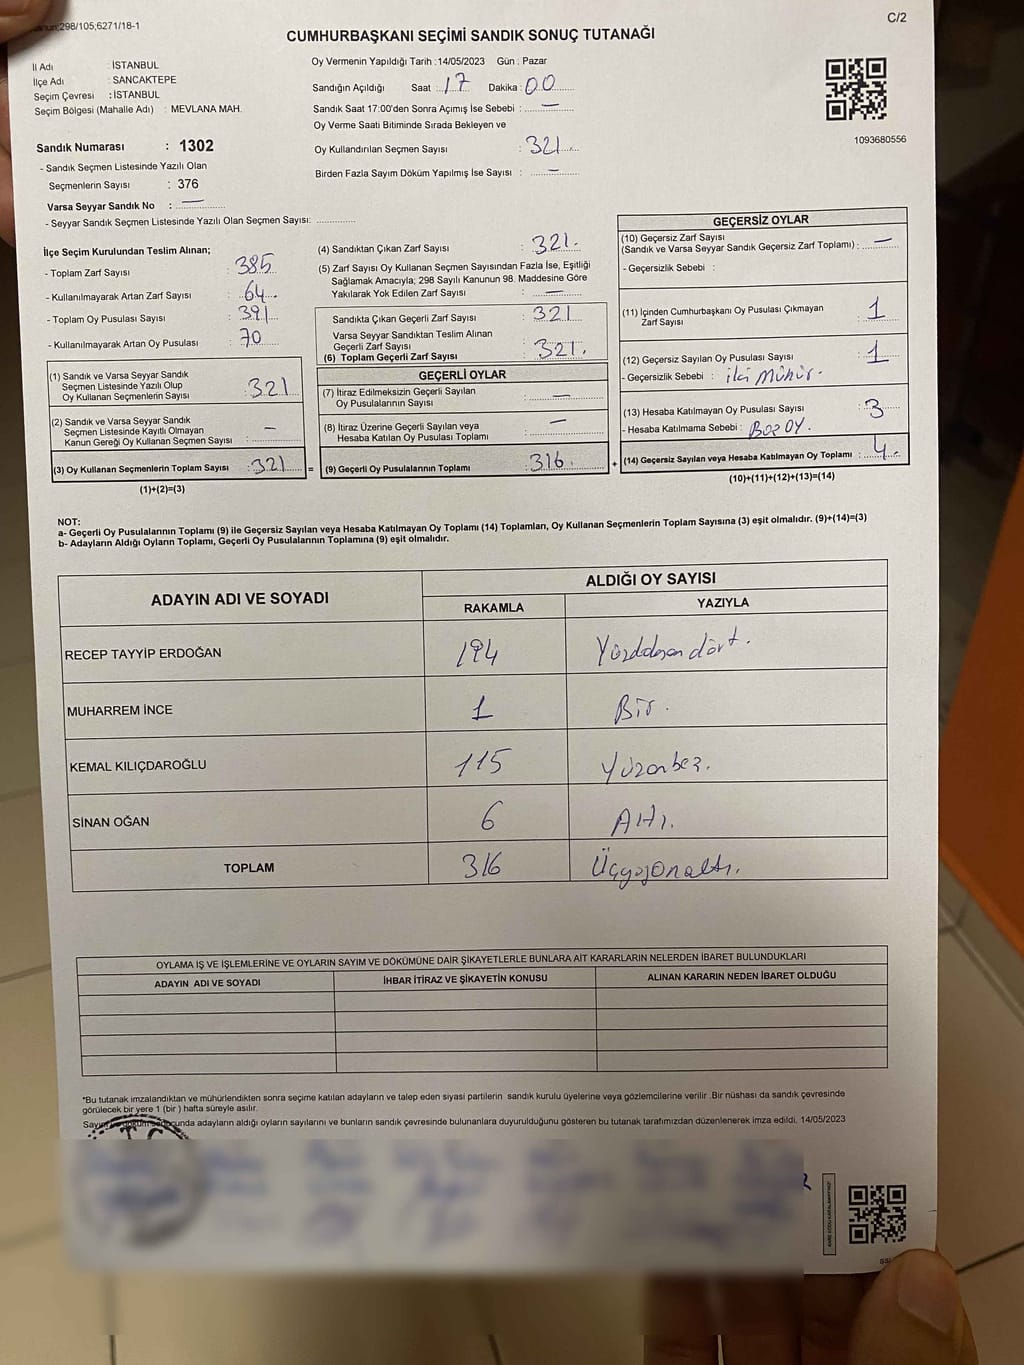 298/105;6271/18-1
C/2
CUMHURBAŞKANI SEÇİMİ SANDIK SONUÇ TUTANAĞI
İl Adı : İSTANBUL
İlçe Adı : SANCAKTEPE
Seçim Çevresi : İSTANBUL
Seçim Bölgesi (Mahalle Adı) : MEVLANA MAH.
Oy Vermenin Yapıldığı Tarih :14/05/2023 Gün : Pazar
Sandığın Açıldığı Saat : 17 Dakika : 00
Sandık Saat 17:00'den Sonra Açımış İse Sebebi : —
Oy Verme Saati Bitiminde Sırada Bekleyen ve
Oy Kullandırılan Seçmen Sayısı : 321
Birden Fazla Sayım Döküm Yapılmış İse Sayısı : —
1093680556
Sandık Numarası : 1302
- Sandık Seçmen Listesinde Yazılı Olan
Seçmenlerin Sayısı : 376
Varsa Seyyar Sandık No : —
- Seyyar Sandık Seçmen Listesinde Yazılı Olan Seçmen Sayısı: ..............
İlçe Seçim Kurulundan Teslim Alınan;
- Toplam Zarf Sayısı : 385
- Kullanılmayarak Artan Zarf Sayısı : 64
- Toplam Oy Pusulası Sayısı : 391
- Kullanılmayarak Artan Oy Pusulası : 70
(1) Sandık ve Varsa Seyyar Sandık
Seçmen Listesinde Yazılı Olup
Oy Kullanan Seçmenlerin Sayısı : 321
(2) Sandık ve Varsa Seyyar Sandık
Seçmen Listesinde Kayıtlı Olmayan
Kanun Gereği Oy Kullanan Seçmen Sayısı : —
(3) Oy Kullanan Seçmenlerin Toplam Sayısı : 321 =
(1)+(2)=(3)
(4) Sandıktan Çıkan Zarf Sayısı : 321.
(5) Zarf Sayısı Oy Kullanan Seçmen Sayısından Fazla İse, Eşitliği
Sağlamak Amacıyla; 298 Sayılı Kanunun 98. Maddesine Göre
Yakılarak Yok Edilen Zarf Sayısı : —
Sandıkta Çıkan Geçerli Zarf Sayısı : 321
Varsa Seyyar Sandıktan Teslim Alınan
Geçerli Zarf Sayısı
(6) Toplam Geçerli Zarf Sayısı : 321.
GEÇERLİ OYLAR
(7) İtiraz Edilmeksizin Geçerli Sayılan
Oy Pusulalarının Sayısı : —
(8) İtiraz Üzerine Geçerli Sayılan veya
Hesaba Katılan Oy Pusulası Toplamı : —
(9) Geçerli Oy Pusulalarının Toplamı : 316. +
GEÇERSİZ OYLAR
(10) Geçersiz Zarf Sayısı
(Sandık ve Varsa Seyyar Sandık Geçersiz Zarf Toplamı) : —
- Geçersizlik Sebebi :
(11) İçinden Cumhurbaşkanı Oy Pusulası Çıkmayan
Zarf Sayısı : 1
(12) Geçersiz Sayılan Oy Pusulası Sayısı : 1
- Geçersizlik Sebebi : iki Mühür.
(13) Hesaba Katılmayan Oy Pusulası Sayısı : 3
- Hesaba Katılmama Sebebi : Boz OY.
(14) Geçersiz Sayılan veya Hesaba Katılmayan Oy Toplamı : 4.
(10)+(11)+(12)+(13)=(14)
NOT:
a- Geçerli Oy Pusulalarının Toplamı (9) ile Geçersiz Sayılan veya Hesaba Katılmayan Oy Toplamı (14) Toplamları, Oy Kullanan Seçmenlerin Toplam Sayısına (3) eşit olmalıdır. (9)+(14)=(3)
b- Adayların Aldığı Oyların Toplamı, Geçerli Oy Pusulalarının Toplamına (9) eşit olmalıdır.
ADAYIN ADI VE SOYADI
ALDIĞI OY SAYISI
RAKAMLA YAZIYLA
RECEP TAYYİP ERDOĞAN 194 Yüzddosan dört.
MUHARREM İNCE 1 Bir.
KEMAL KILIÇDAROĞLU 115 Yüzonbeş.
SİNAN OĞAN 6 Altı.
TOPLAM 316 Üçyüzonaltı.
OYLAMA İŞ VE İŞLEMLERİNE VE OYLARIN SAYIM VE DÖKÜMÜNE DAİR ŞİKAYETLERLE BUNLARA AİT KARARLARIN NELERDEN İBARET BULUNDUKLARI
ADAYIN ADI VE SOYADI İHBAR İTİRAZ VE ŞİKAYETİN KONUSU ALINAN KARARIN NEDEN İBARET OLDUĞU
*Bu tutanak imzalandıktan ve mühürlendikten sonra seçime katılan adayların ve talep eden siyasi partilerin sandık kurulu üyelerine veya gözlemcilerine verilir .Bir nüshası da sandık çevresinde
görülecek bir yere 1 (bir ) hafta süreyle asılır.
adayların aldığı oyların sayılarını ve bunların sandık çevresinde bulunanlara duyurulduğunu gösteren bu tutanak tarafımızdan düzenlenerek imza edildi. 14/05/2023
T.C.